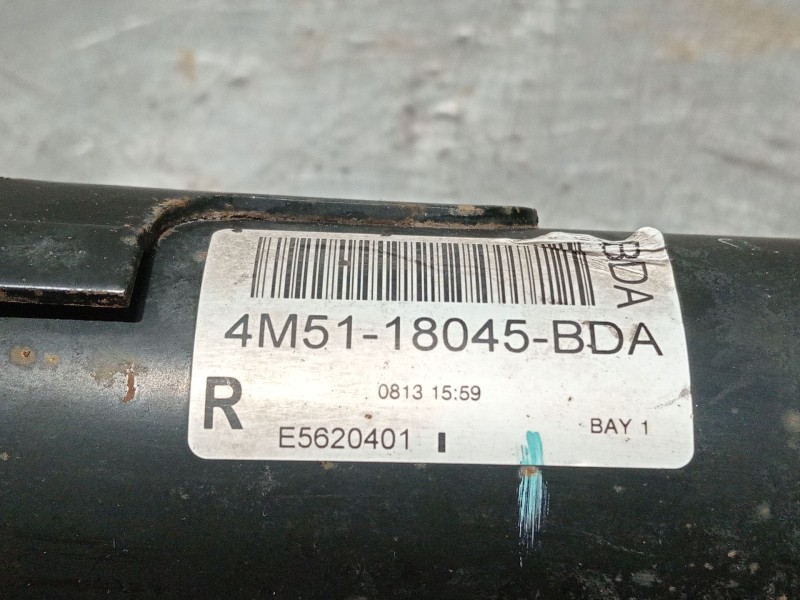 BDA
4M51-18045-BDA
R
0813 15:59
E5620401
BAY 1